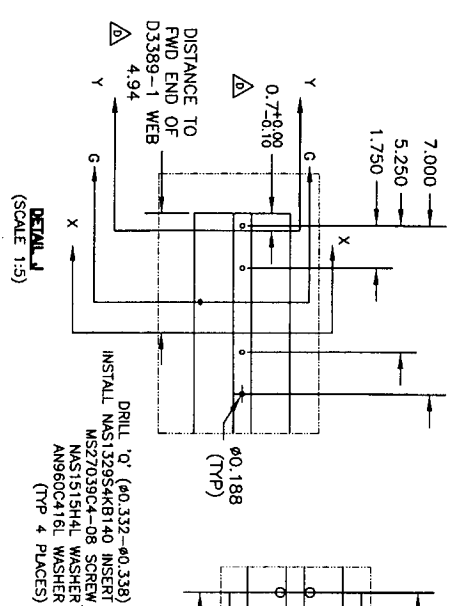 7.000
5.250
1.750
0.7 +0.00
-0.10
D
Y
G
X
DISTANCE TO
FWD END OF
D3389-1 WEB
4.94
D
Y
G
X
ø0.188
(TYP)
DRILL 'Q' (ø0.332-ø0.338)
INSTALL NAS1329S4KB140 INSERT
MS27039C4-08 SCREW
NAS1515H4L WASHER
AN960C416L WASHER
(TYP 4 PLACES)
DETAIL J
(SCALE 1:5)